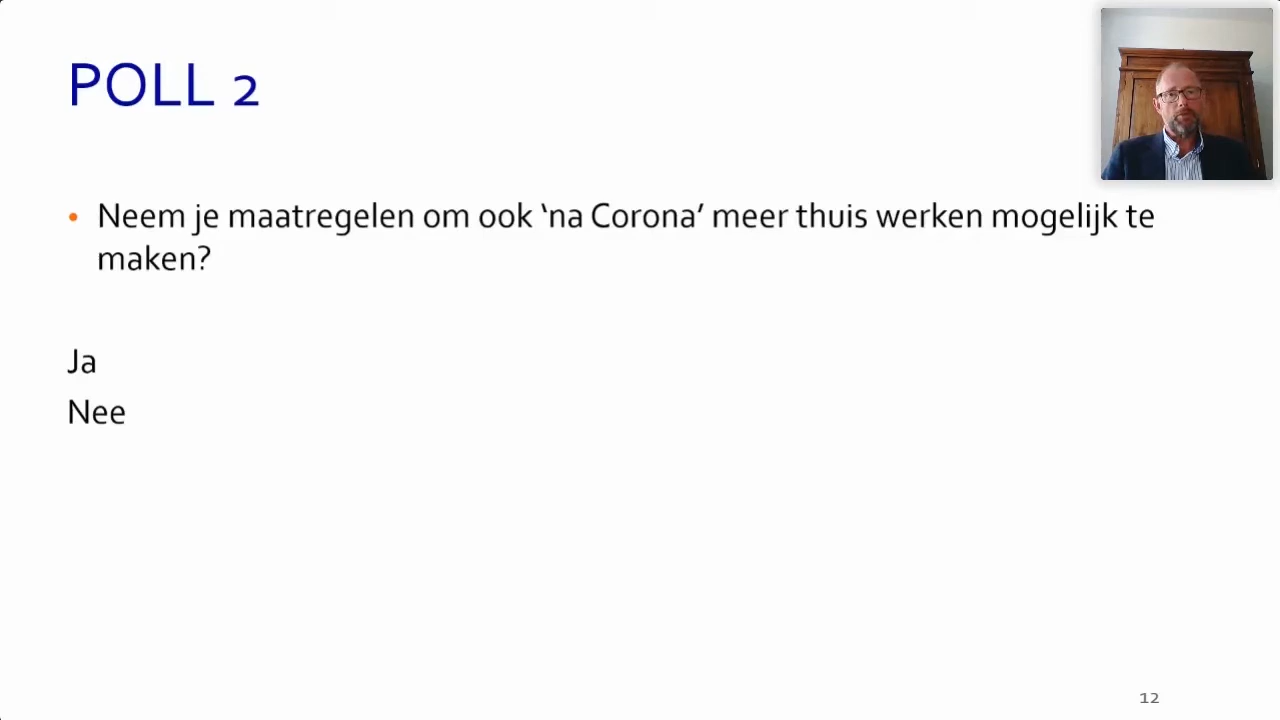 POLL 2
• Neem je maatregelen om ook ‘na Corona’ meer thuis werken mogelijk te
maken?
Ja
Nee
12